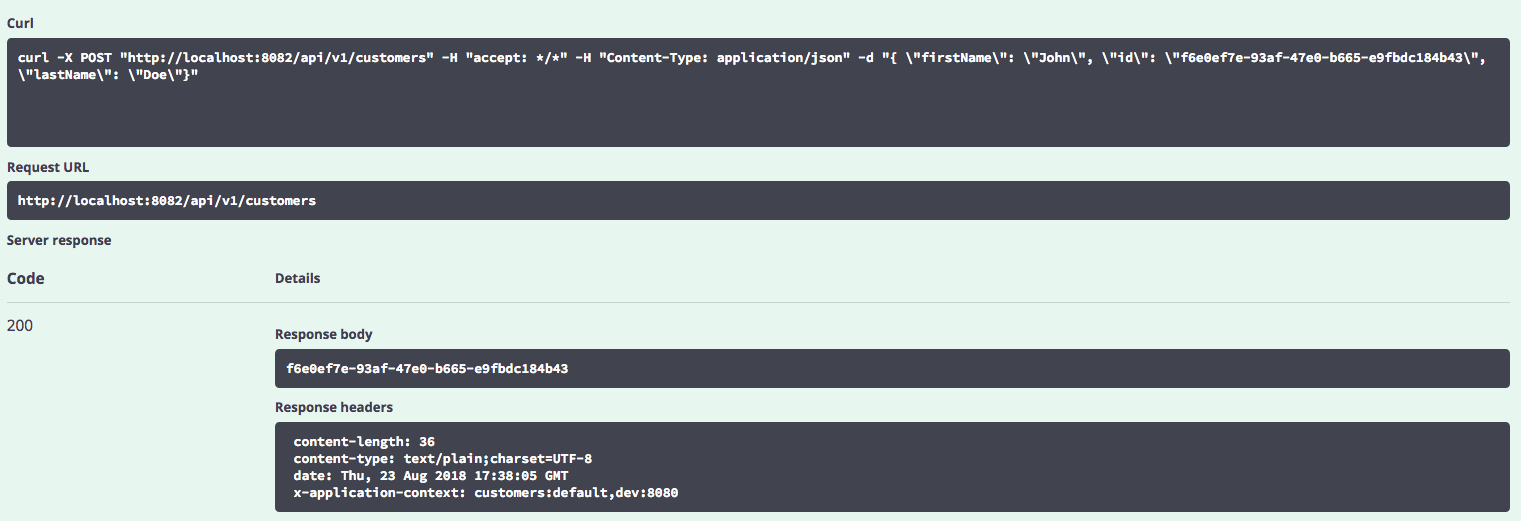 Curl
curl -X POST "http://localhost:8082/api/v1/customers" -H "accept: */*" -H "Content-Type: application/json" -d "{ \"firstName\": \"John\", \"id\": \"f6e0ef7e-93af-47e0-b665-e9fbdc184b43\",
\"lastName\": \"Doe\"}"
Request URL
http://localhost:8082/api/v1/customers
Server response
Code Details
200
Response body
f6e0ef7e-93af-47e0-b665-e9fbdc184b43
Response headers
content-length: 36
content-type: text/plain;charset=UTF-8
date: Thu, 23 Aug 2018 17:38:05 GMT
x-application-context: customers:default,dev:8080